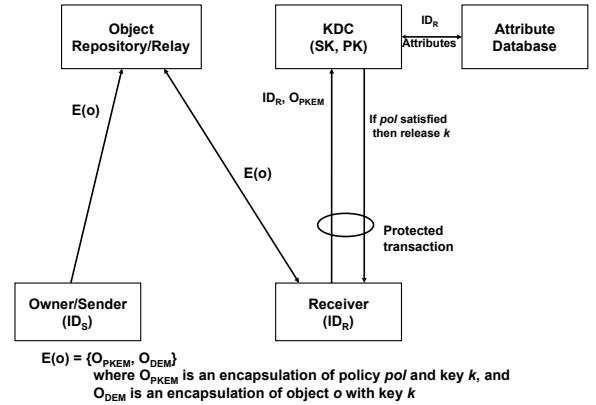 Object
Repository/Relay
KDC
(SK, PK)
ID_R
Attributes
Attribute
Database
E(o)
ID_R, O_PKEM
If pol satisfied
then release k
E(o)
Protected
transaction
Owner/Sender
(ID_S)
Receiver
(ID_R)
E(o) = {O_PKEM, O_DEM}
where O_PKEM is an encapsulation of policy pol and key k, and
O_DEM is an encapsulation of object o with key k